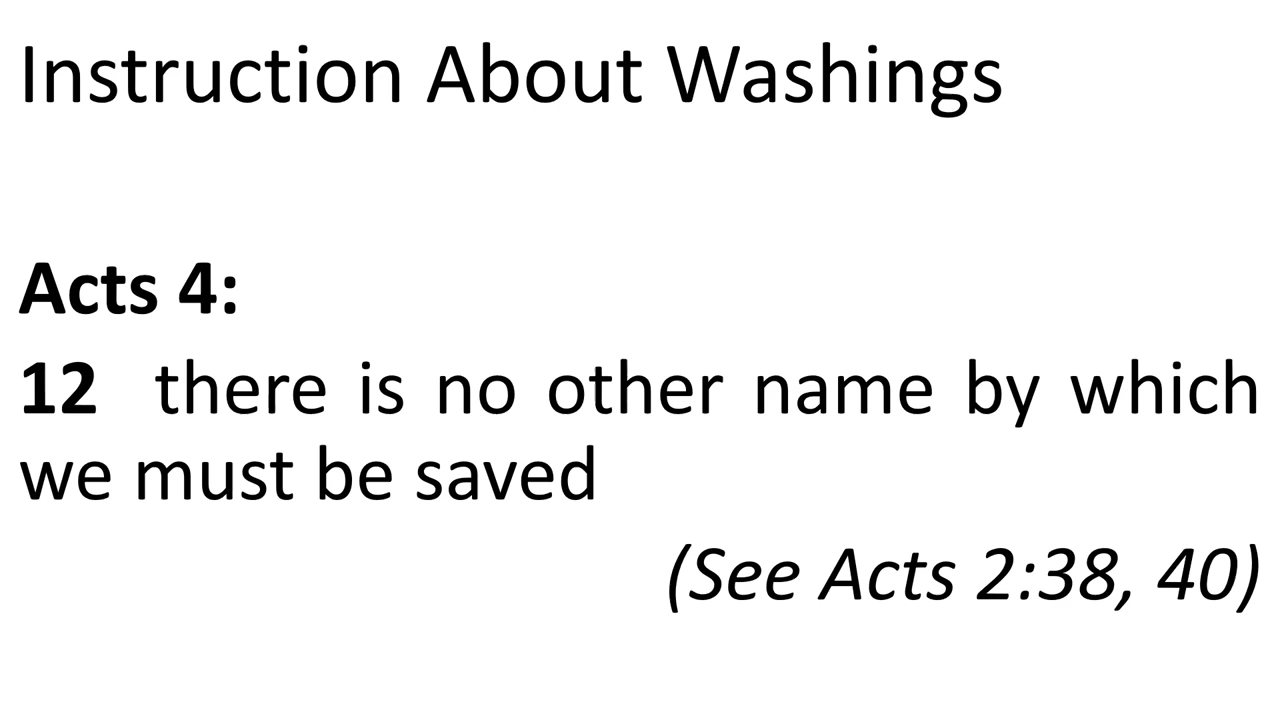 Instruction About Washings
Acts 4:
12 there is no other name by which
we must be saved
(See Acts 2:38, 40)